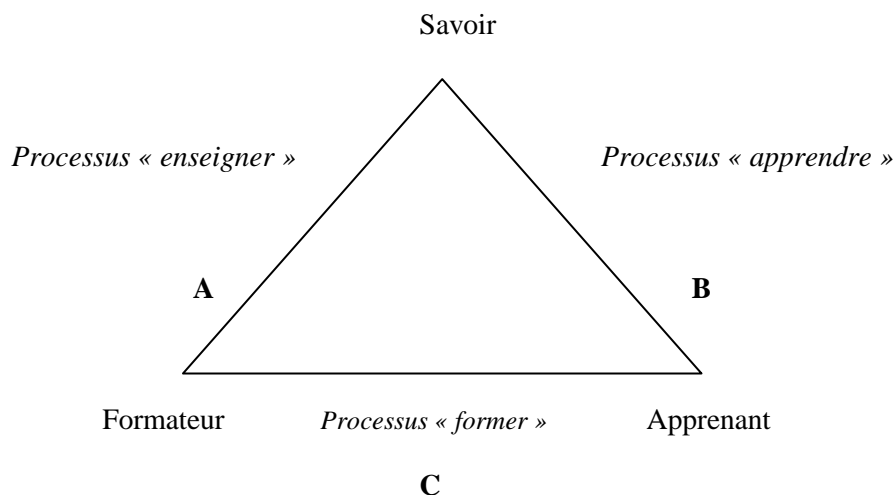 Savoir
Processus « enseigner »
Processus « apprendre »
A
B
Formateur
Processus « former »
Apprenant
C